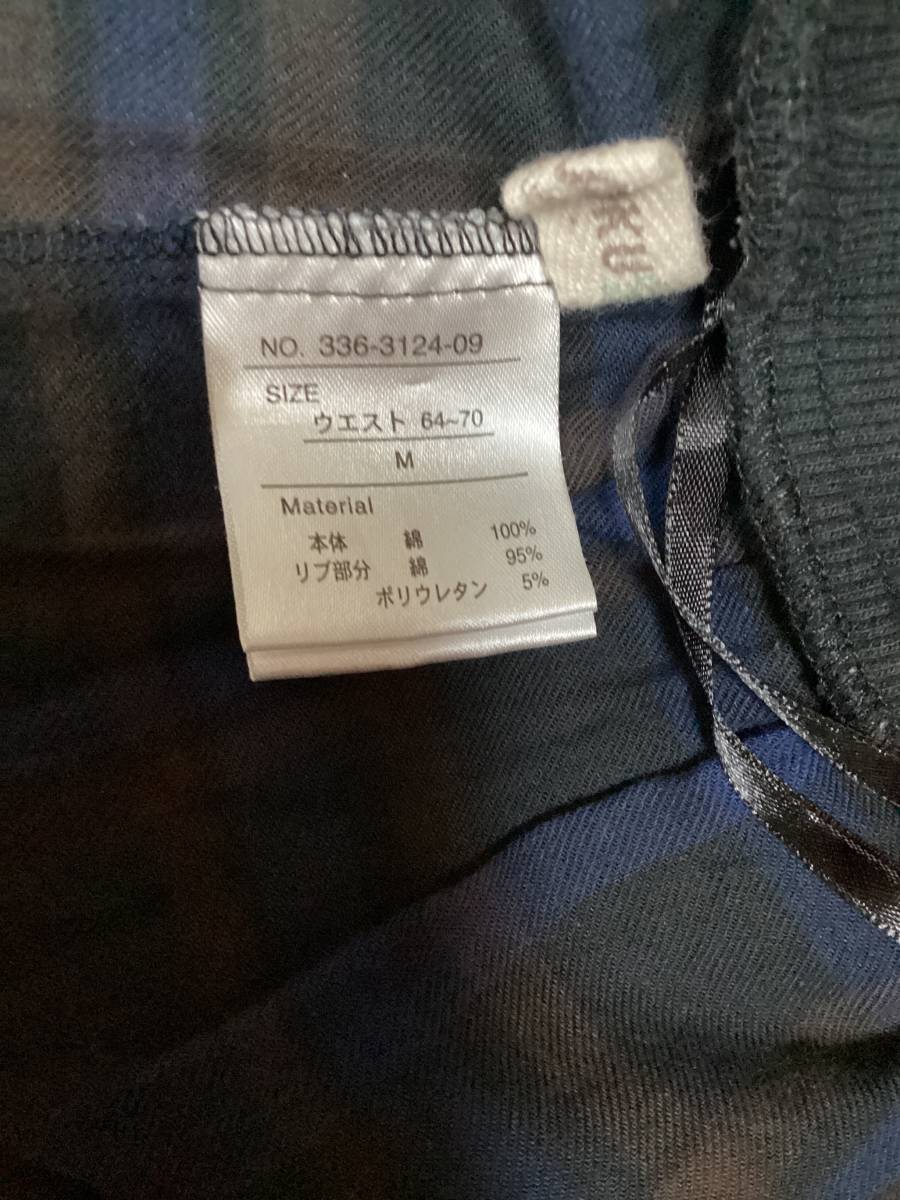 KU
NO. 336-3124-09
SIZE
ウエスト 64~70
M
Material
本体 綿 100%
リブ部分 綿 95%
ポリウレタン 5%